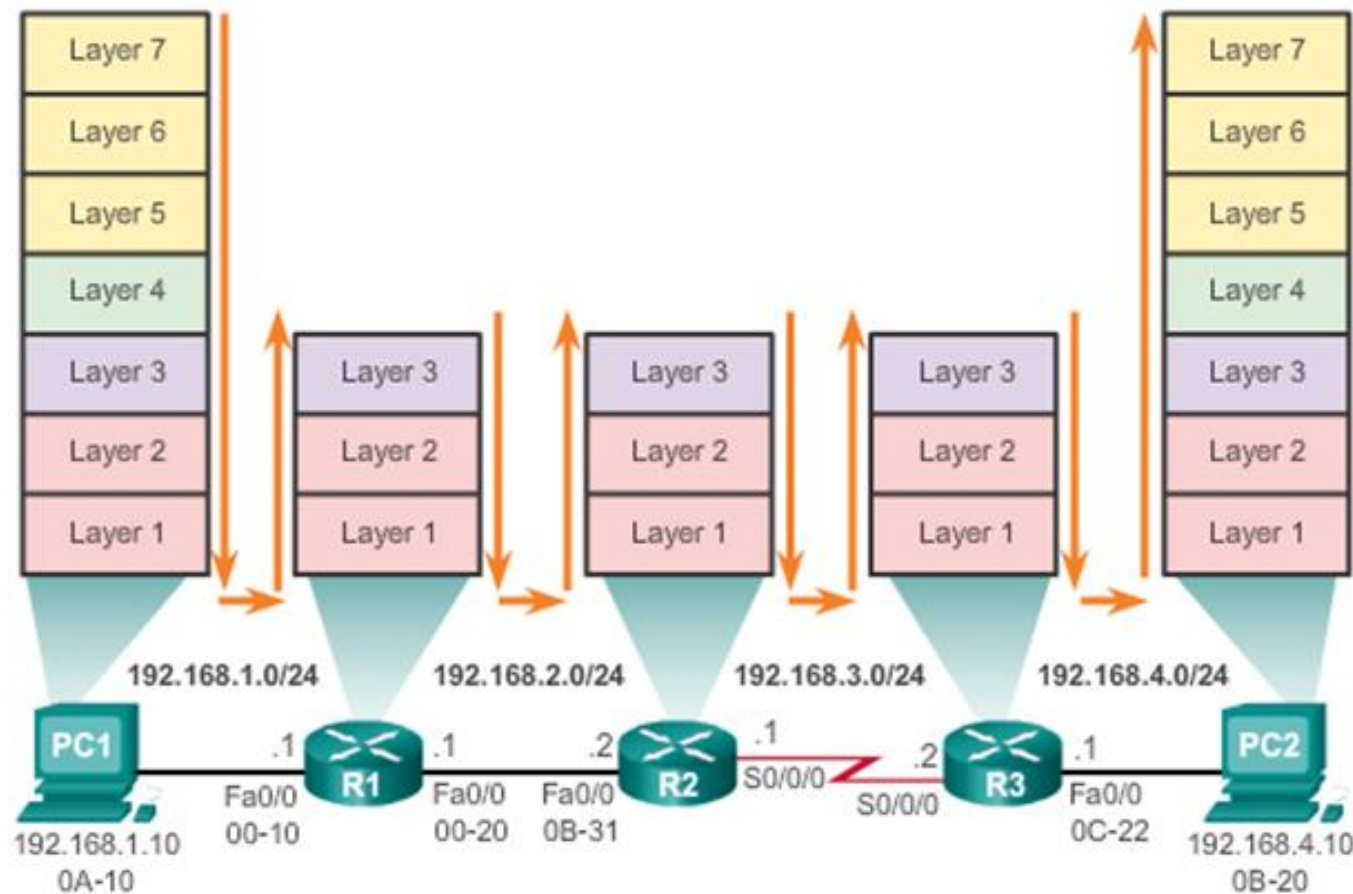 Layer 7
Layer 6
Layer 5
Layer 4
Layer 3
Layer 2
Layer 1
Layer 3
Layer 2
Layer 1
Layer 3
Layer 2
Layer 1
Layer 3
Layer 2
Layer 1
Layer 7
Layer 6
Layer 5
Layer 4
Layer 3
Layer 2
Layer 1
192.168.1.0/24
192.168.2.0/24
192.168.3.0/24
192.168.4.0/24
PC1
192.168.1.10
0A-10
.1
Fa0/0
00-10
R1
.1
Fa0/0
00-20
.2
Fa0/0
0B-31
R2
.1
S0/0/0
.2
S0/0/0
R3
.1
Fa0/0
0C-22
PC2
192.168.4.10
0B-20